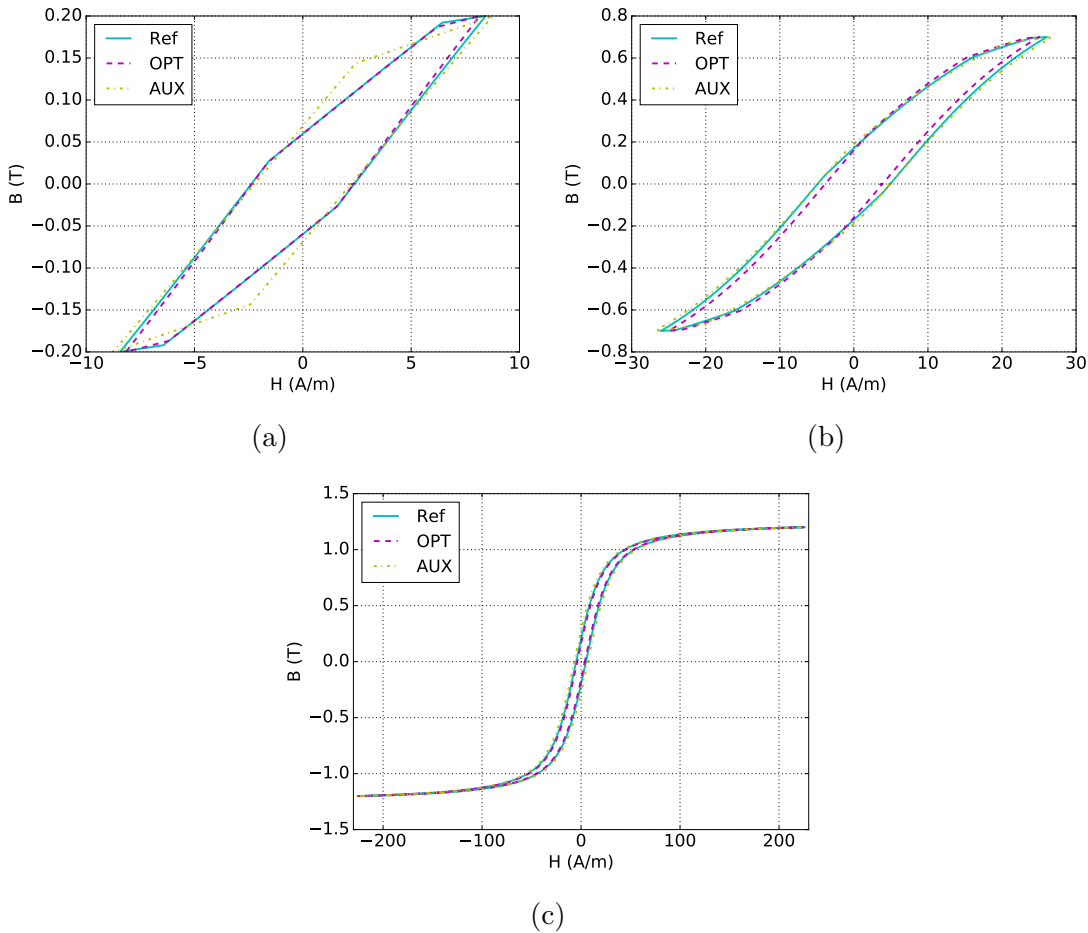 0.20
0.15
0.10
0.05
0.00
−0.05
−0.10
−0.15
−0.20
−10
−5
0
5
10
B (T)
H (A/m)
Ref
OPT
AUX
(a)
0.8
0.6
0.4
0.2
0.0
−0.2
−0.4
−0.6
−0.8
−30
−20
−10
0
10
20
30
B (T)
H (A/m)
Ref
OPT
AUX
(b)
1.5
1.0
0.5
0.0
−0.5
−1.0
−1.5
−200
−100
0
100
200
B (T)
H (A/m)
Ref
OPT
AUX
(c)